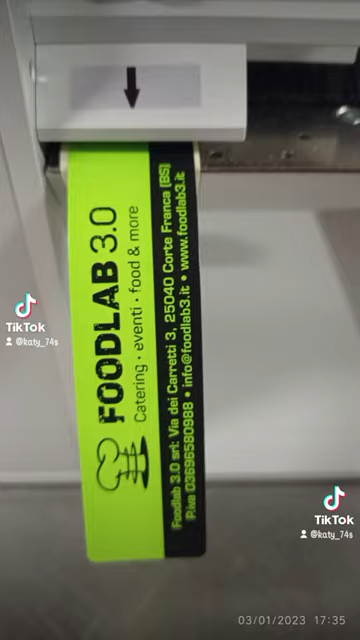 FOODLAB 3.0
Catering • eventi • food & more
Foodlab 3.0 srl: Via dei Carretti 3, 25040 Corte Franca (BS)
P.iva 03696580988 • info@foodlab3.it • www.foodlab3.it
TikTok
@katy_74s
TikTok
@katy_74s
03/01/2023 17:35